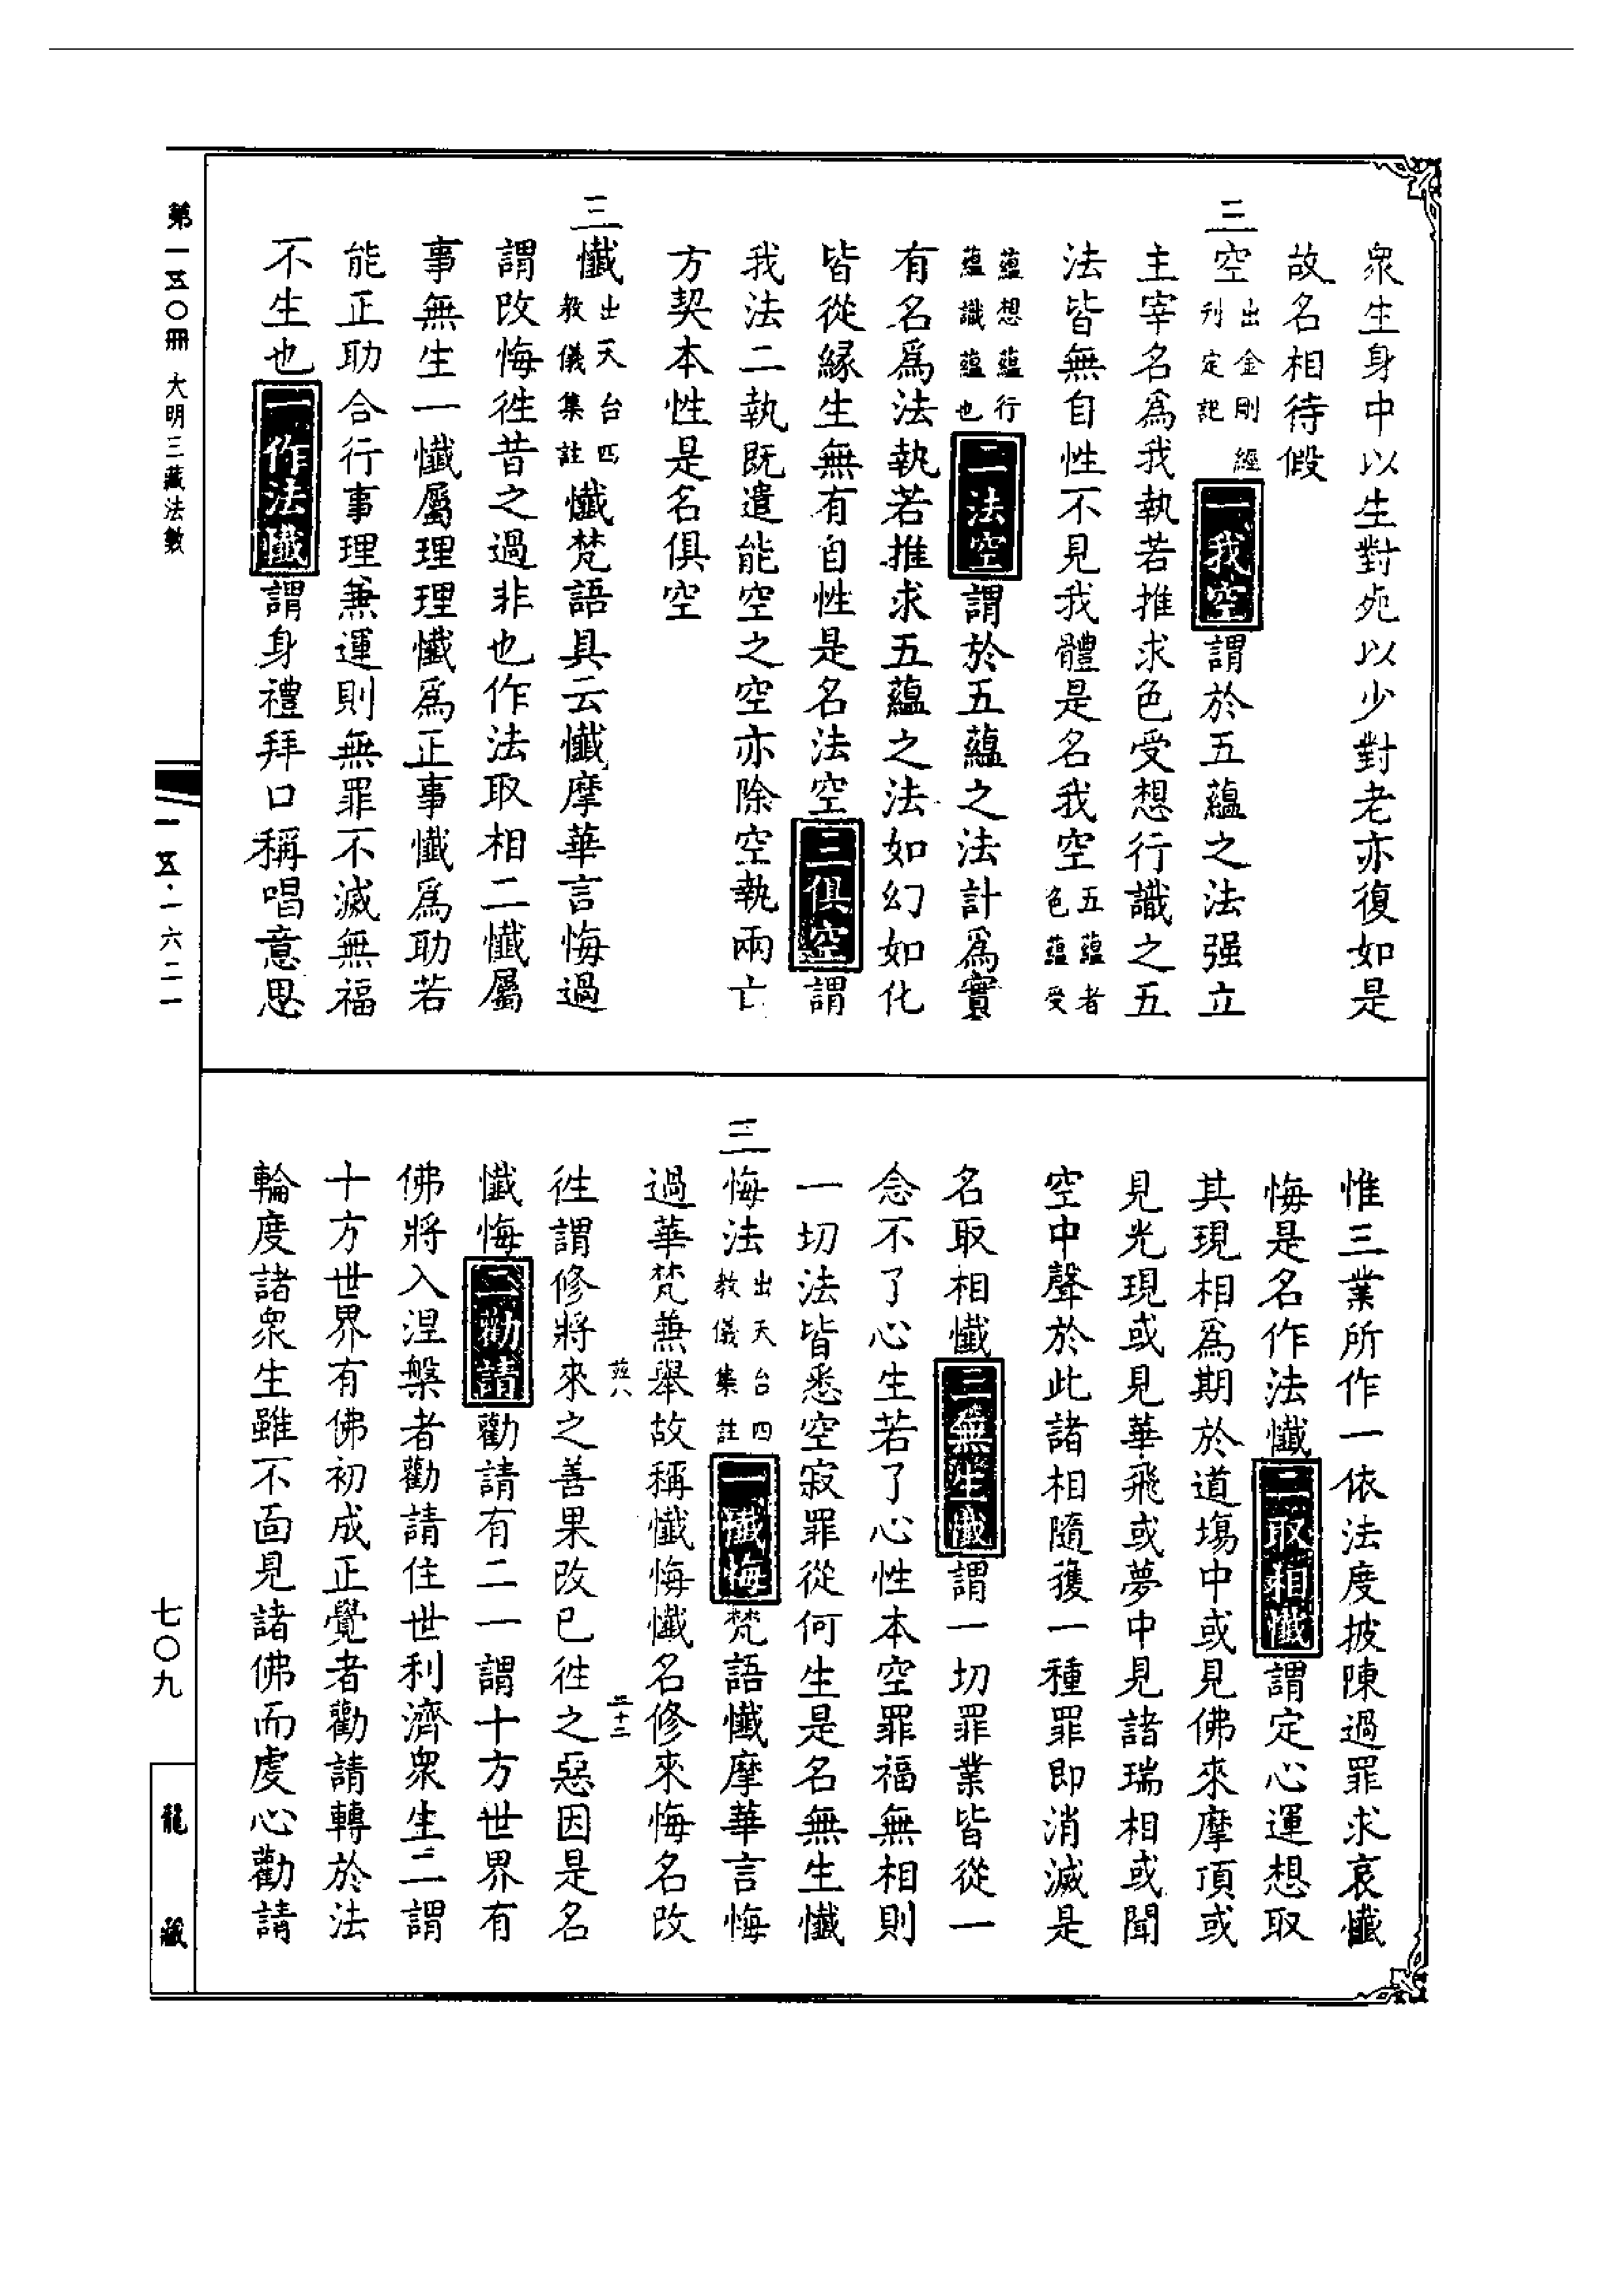 衆生身中以生對死以少對老亦復如是
故名相待假
三空出金剛經刋定記一我空謂於五蘊之法强立
主宰名爲我執若推求色受想行識之五
法皆無自性不見我體是名我空五蘊者色蘊受
蘊想蘊行蘊識蘊也二法空謂於五蘊之法計爲實
有名爲法執若推求五蘊之法如幻如化
皆從緣生無有自性是名法空三俱空謂
我法二執既遣能空之空亦除空執兩亡
方契本性是名俱空
三懺出天台四教儀集註懺梵語具云懺摩華言悔過
謂改悔徃昔之過非也作法取相二懺屬
事無生一懺屬理理懺爲正事懺爲助若
能正助合行事理兼運則無罪不滅無福
不生也一作法懺謂身禮拜口稱唱意思
惟三業所作一依法度披陳過罪求哀懺
悔是名作法懺二取相懺謂定心運想取
其現相爲期於道塲中或見佛來摩頂或
見光現或見華飛或夢中見諸瑞相或聞
空中聲於此諸相隨獲一種罪即消滅是
名取相懺三無生懺謂一切罪業皆從一
念不了心生若了心性本空罪福無相則
一切法皆悉空寂罪從何生是名無生懺
三悔法出天台四教儀集註一懺悔梵語懺摩華言悔
過華梵兼舉故稱懺悔懺名修來悔名改
茲八
二十二
徃謂修將來之善果改已徃之惡因是名
懺悔二勸請勸請有二一謂十方世界有
佛將入涅槃者勸請住世利濟衆生二謂
十方世界有佛初成正覺者勸請轉於法
輪度諸衆生雖不面見諸佛而䖏心勸請
第一五〇冊 大明三藏法數
一五·一六二一
七〇九
龍藏